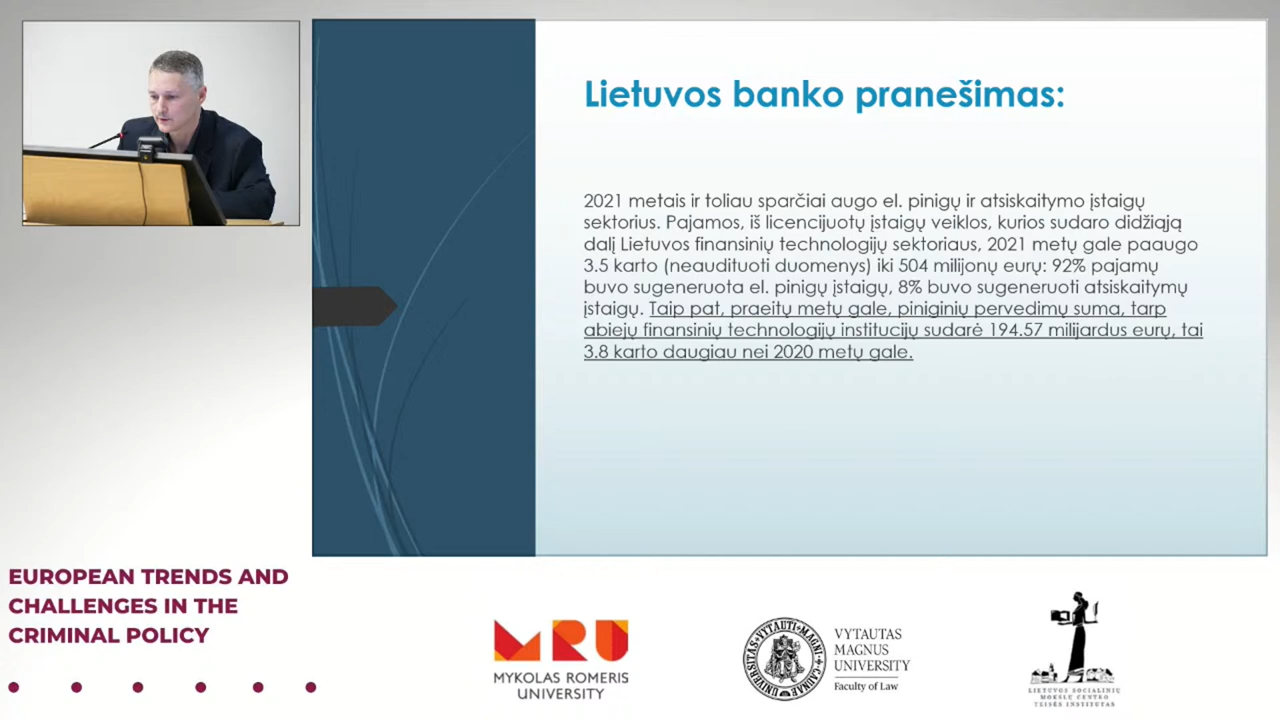 Lietuvos banko pranešimas:
2021 metais ir toliau sparčiai augo el. pinigų ir atsiskaitymo įstaigų
sektorius. Pajamos, iš licencijuotų įstaigų veiklos, kurios sudaro didžiąją
dalį Lietuvos finansinių technologijų sektoriaus, 2021 metų gale paaugo
3.5 karto (neaudituoti duomenys) iki 504 milijonų eurų: 92% pajamų
buvo sugeneruota el. pinigų įstaigų, 8% buvo sugeneruoti atsiskaitymų
įstaigų. Taip pat, praeitų metų gale, piniginių pervedimų suma, tarp
abiejų finansinių technologijų institucijų sudarė 194.57 milijardus eurų, tai
3.8 karto daugiau nei 2020 metų gale.
EUROPEAN TRENDS AND
CHALLENGES IN THE
CRIMINAL POLICY
MRU
MYKOLAS ROMERIS
UNIVERSITY
VYTAUTAS
MAGNUS
UNIVERSITY
Faculty of Law
LIETUVOS SOCIALINIŲ
MOKSLŲ CENTRO
TEISĖS INSTITUTAS